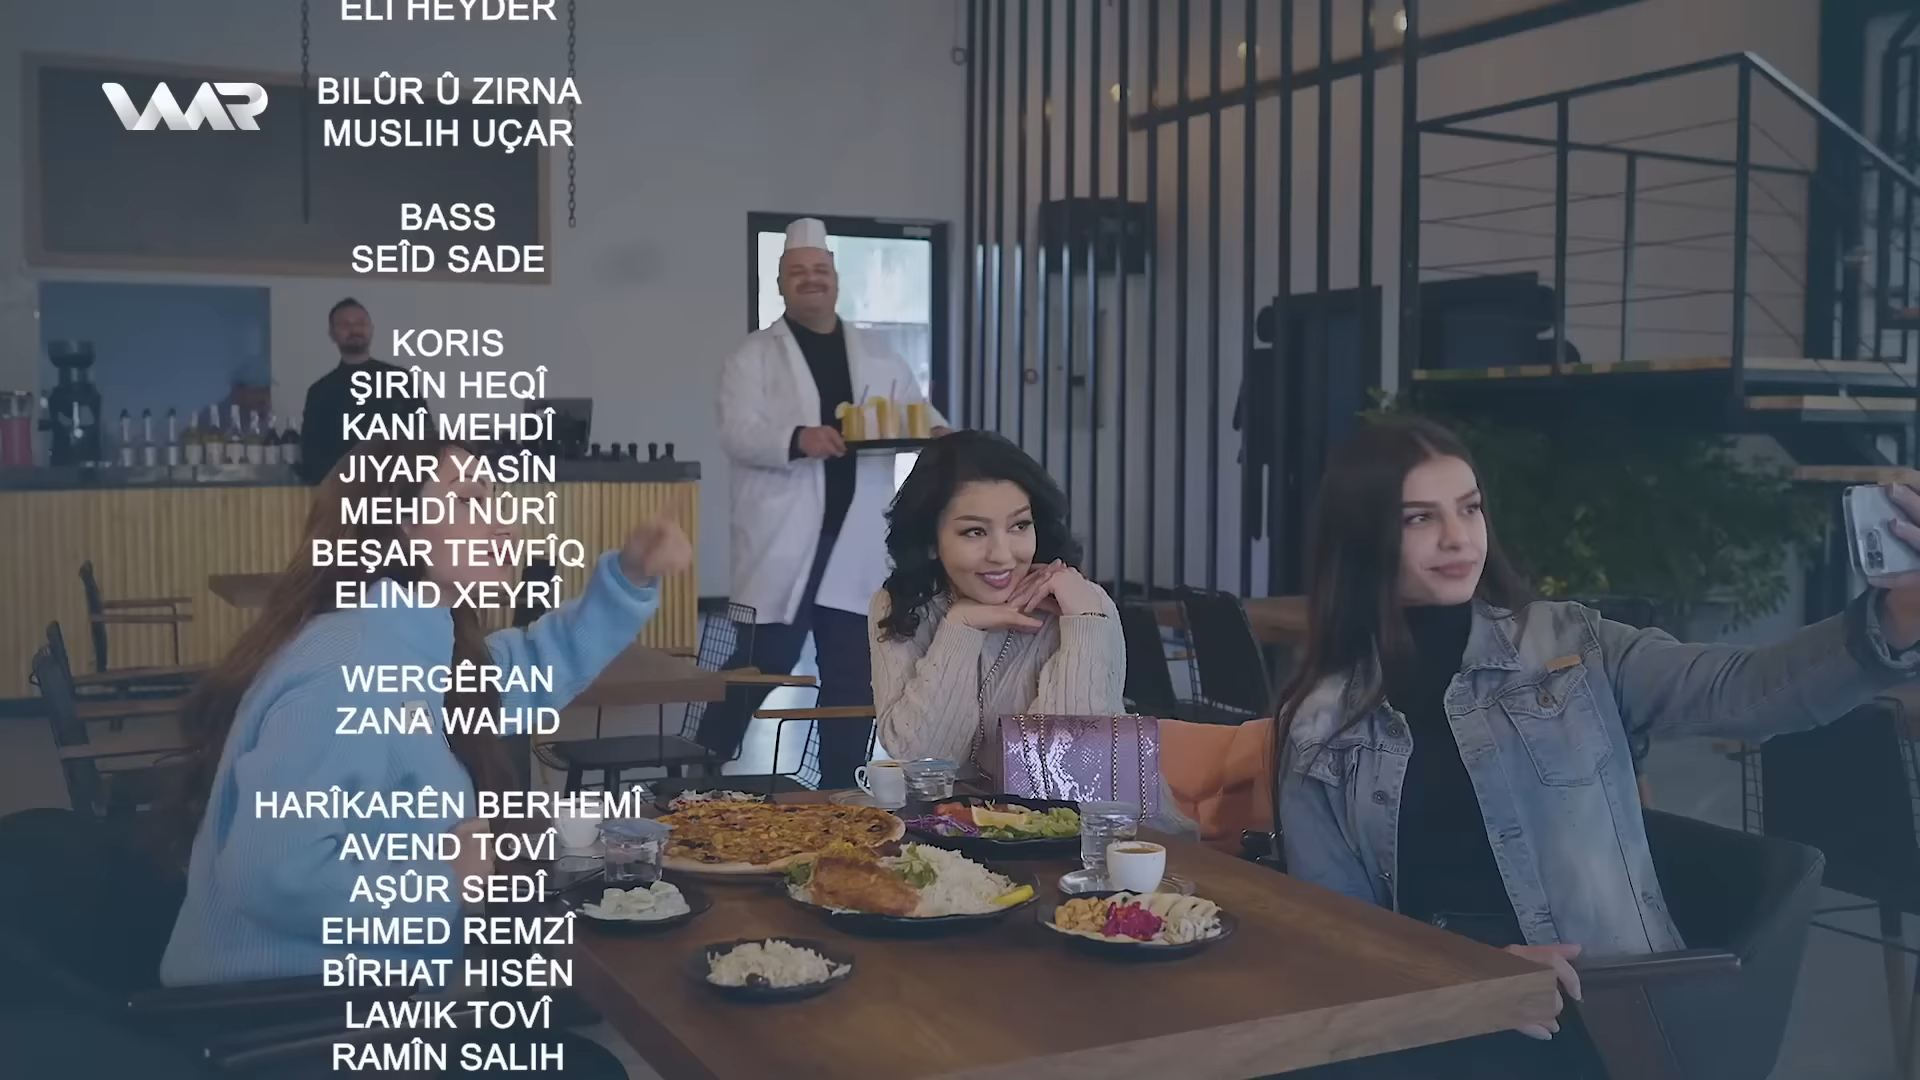 ELÎ HEYDER
WAAR
BILÛR Û ZIRNA
MUSLIH UÇAR
BASS
SEÎD SADE
KORIS
ŞIRÎN HEQÎ
KANÎ MEHDÎ
JIYAR YASÎN
MEHDÎ NÛRÎ
BEŞAR TEWFÎQ
ELIND XEYRÎ
WERGÊRAN
ZANA WAHID
HARÎKARÊN BERHEMÎ
AVEND TOVÎ
AŞÛR SEDÎ
EHMED REMZÎ
BÎRHAT HISÊN
LAWIK TOVÎ
RAMÎN SALIH